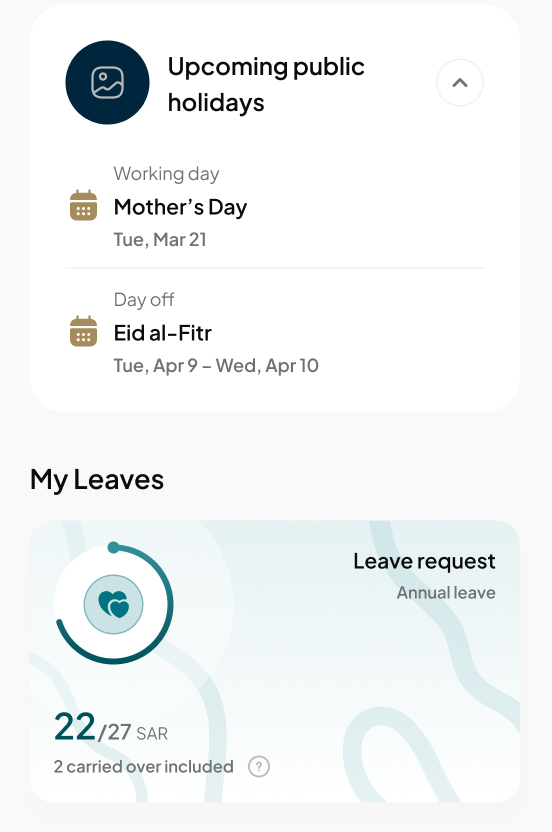 Upcoming public
holidays
Working day
Mother’s Day
Tue, Mar 21
Day off
Eid al-Fitr
Tue, Apr 9 – Wed, Apr 10
My Leaves
Leave request
Annual leave
22/27 SAR
2 carried over included ?